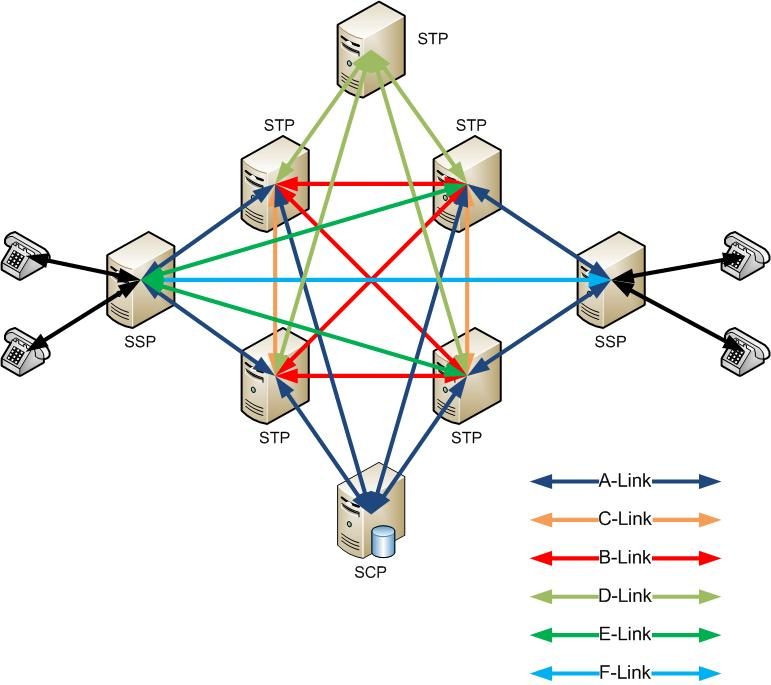 STP
STP
STP
SSP
SSP
STP
STP
SCP
A-Link
C-Link
B-Link
D-Link
E-Link
F-Link